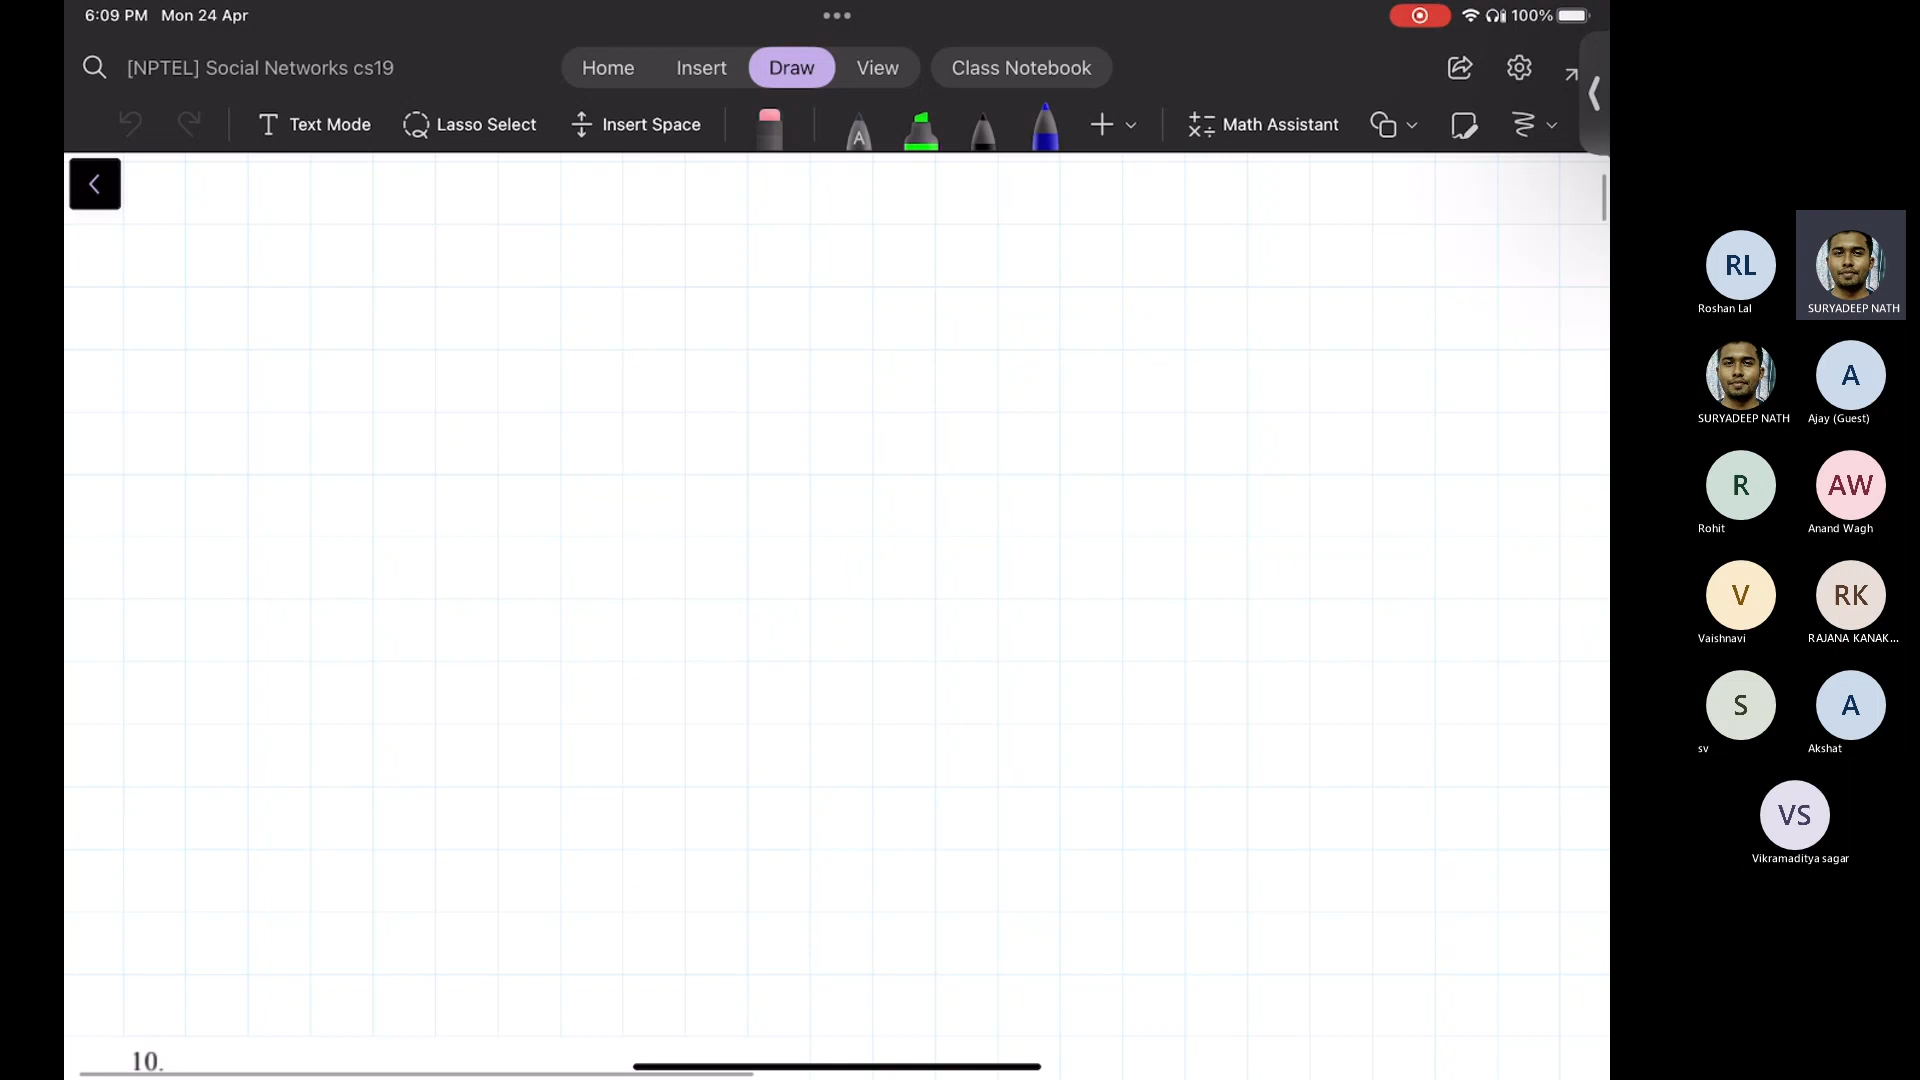 6:09 PM Mon 24 Apr
100%
[NPTEL] Social Networks cs19
Home Insert Draw View Class Notebook
Text Mode Lasso Select Insert Space A Math Assistant
RL
Roshan Lal
SURYADEEP NATH
SURYADEEP NATH
A
Ajay (Guest)
R
Rohit
AW
Anand Wagh
V
Vaishnavi
RK
RAJANA KANAK...
S
sv
A
Akshat
VS
Vikramaditya sagar
10.